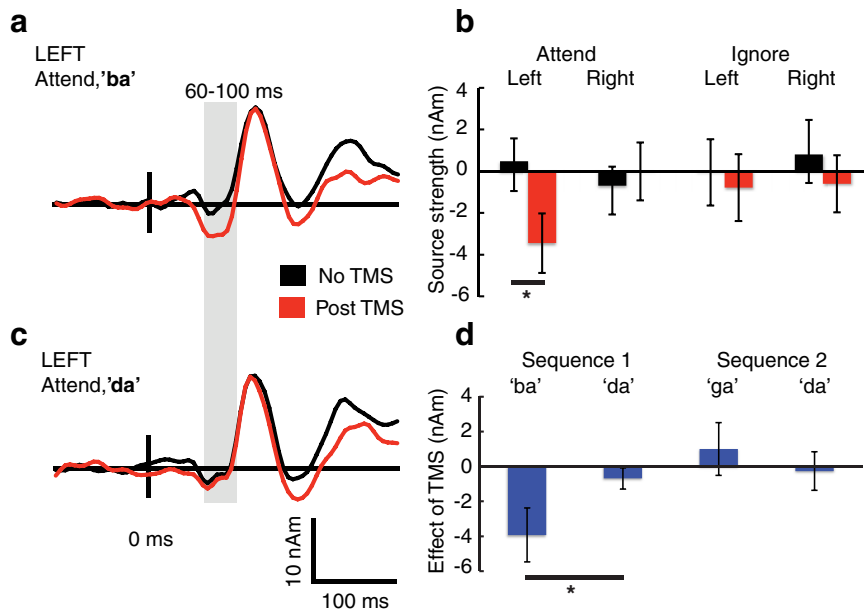 a
LEFT
Attend,'ba'
60-100 ms
No TMS
Post TMS
b
Attend Ignore
Left Right Left Right
Source strength (nAm)
4
2
0
-2
-4
-6
*
c
LEFT
Attend,'da'
0 ms
10 nAm
100 ms
d
Sequence 1 Sequence 2
‘ba’ ‘da’ ‘ga’ ‘da’
Effect of TMS (nAm)
4
2
0
-2
-4
-6
*